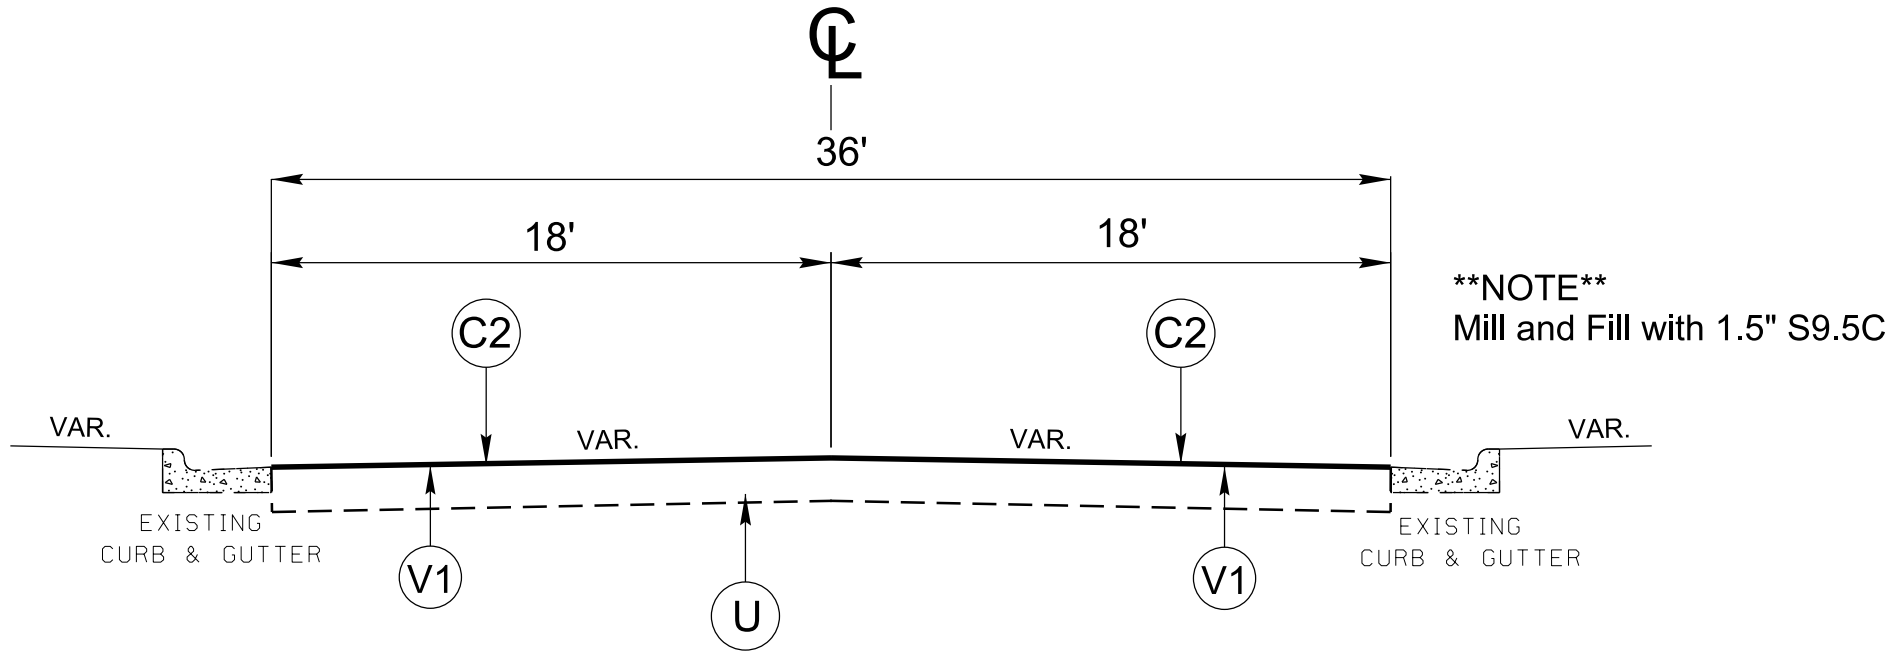 ℄
36'
18'
18'
**NOTE**
Mill and Fill with 1.5" S9.5C
C2
C2
VAR.
VAR.
VAR.
VAR.
EXISTING
CURB & GUTTER
EXISTING
CURB & GUTTER
V1
V1
U